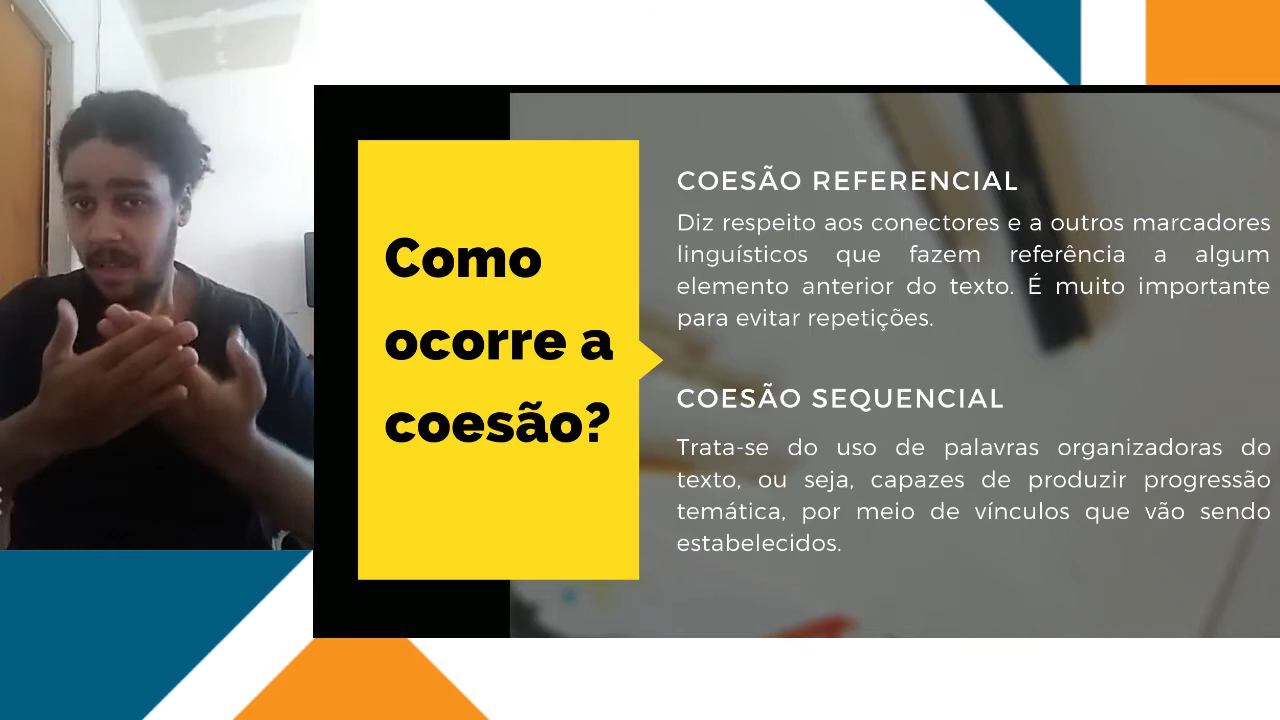 Como
ocorre a
coesão?
COESÃO REFERENCIAL
Diz respeito aos conectores e a outros marcadores
linguísticos que fazem referência a algum
elemento anterior do texto. É muito importante
para evitar repetições.
COESÃO SEQUENCIAL
Trata-se do uso de palavras organizadoras do
texto, ou seja, capazes de produzir progressão
temática, por meio de vínculos que vão sendo
estabelecidos.